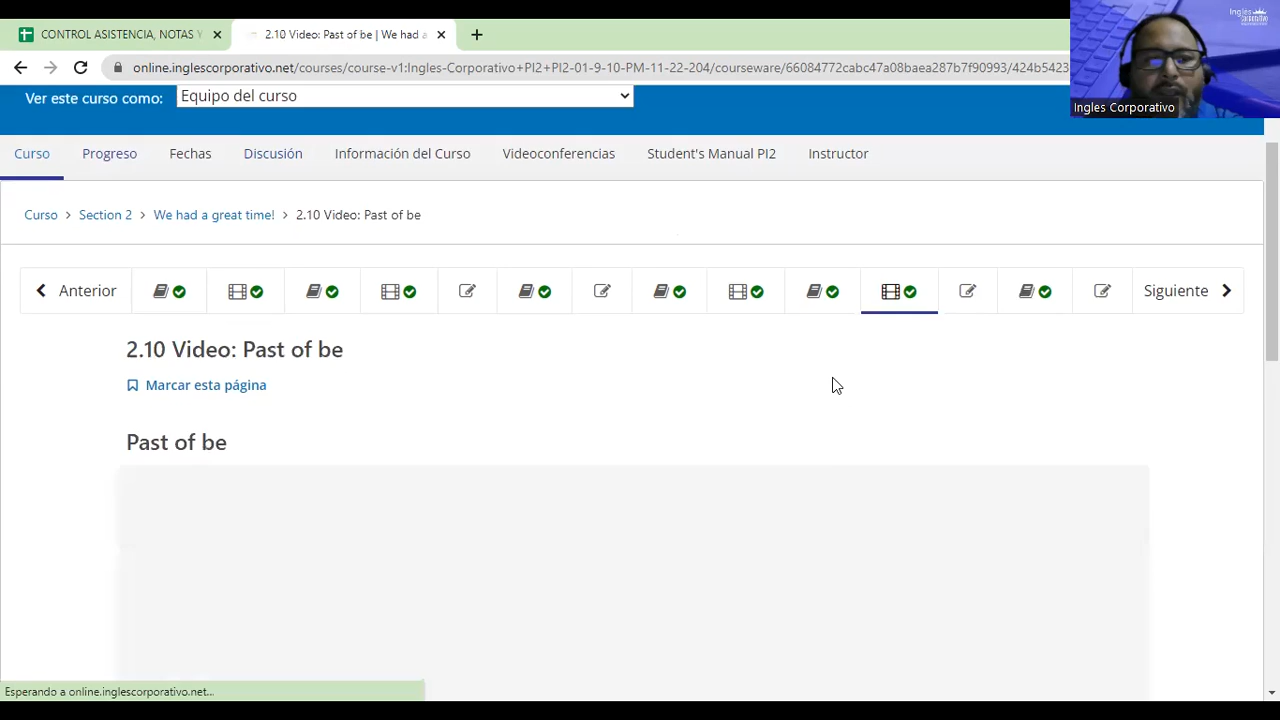 CONTROL ASISTENCIA, NOTAS Y
2.10 Video: Past of be | We had a
online.inglescorporativo.net/courses/course-v1:Ingles-Corporativo+PI2+PI2-01-9-10-PM-11-22-204/courseware/66084772cabc47a08baea287b7f90993/424b5423
Ingles Corporativo
Ingles Corporativo
Ver este curso como:
Equipo del curso
Curso
Progreso
Fechas
Discusión
Información del Curso
Videoconferencias
Student's Manual PI2
Instructor
Curso > Section 2 > We had a great time! > 2.10 Video: Past of be
Anterior
Siguiente
2.10 Video: Past of be
Marcar esta página
Past of be
Esperando a online.inglescorporativo.net...